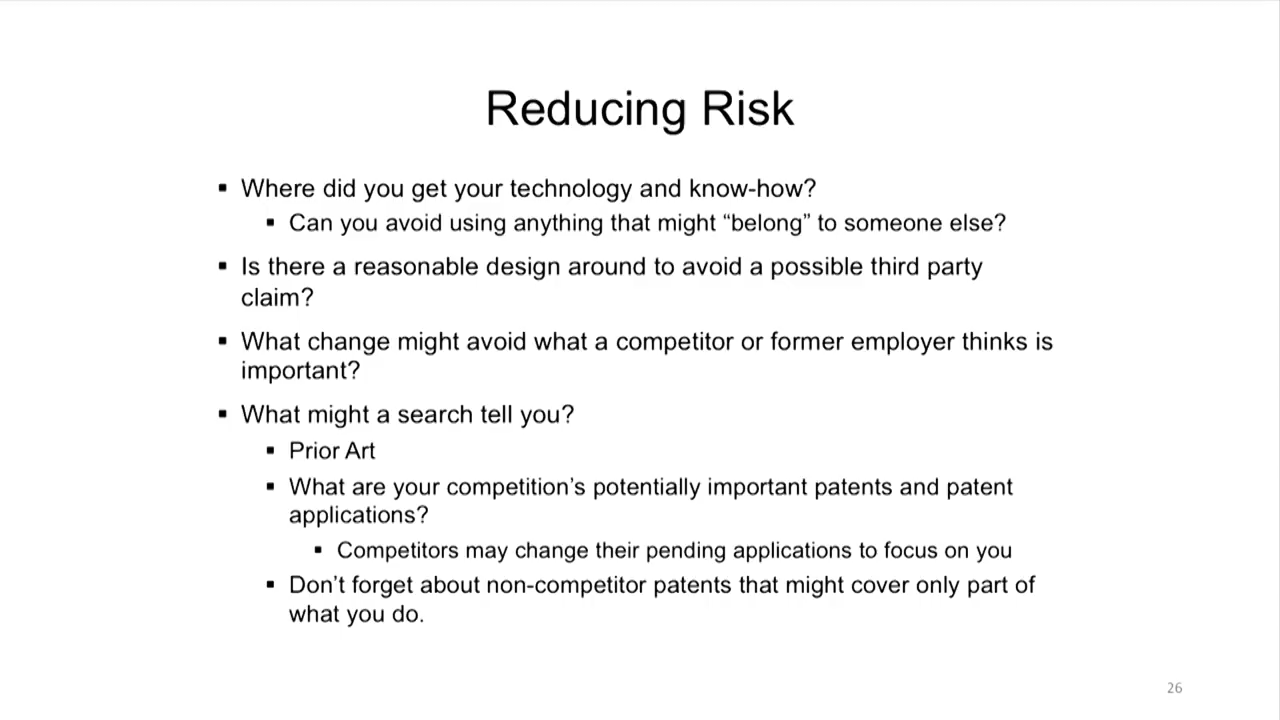 Reducing Risk
▪ Where did you get your technology and know-how?
▪ Can you avoid using anything that might “belong” to someone else?
▪ Is there a reasonable design around to avoid a possible third party
claim?
▪ What change might avoid what a competitor or former employer thinks is
important?
▪ What might a search tell you?
▪ Prior Art
▪ What are your competition’s potentially important patents and patent
applications?
▪ Competitors may change their pending applications to focus on you
▪ Don’t forget about non-competitor patents that might cover only part of
what you do.
26